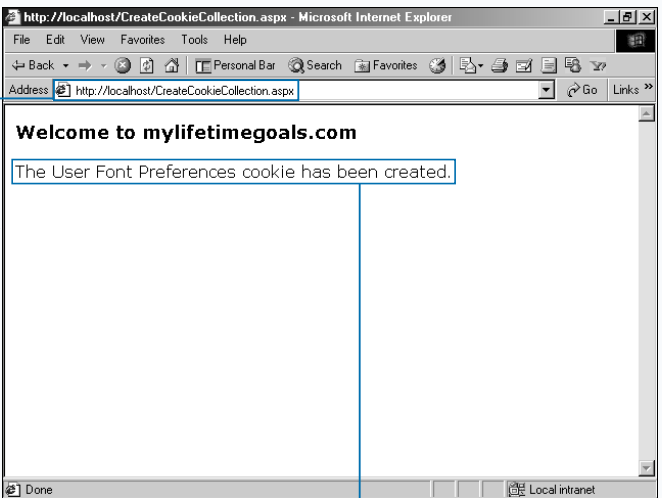 http://localhost/CreateCookieCollection.aspx - Microsoft Internet Explorer
File Edit View Favorites Tools Help
Back Personal Bar Search Favorites
Address http://localhost/CreateCookieCollection.aspx Go Links »
Welcome to mylifetimegoals.com
The User Font Preferences cookie has been created.
Done Local intranet